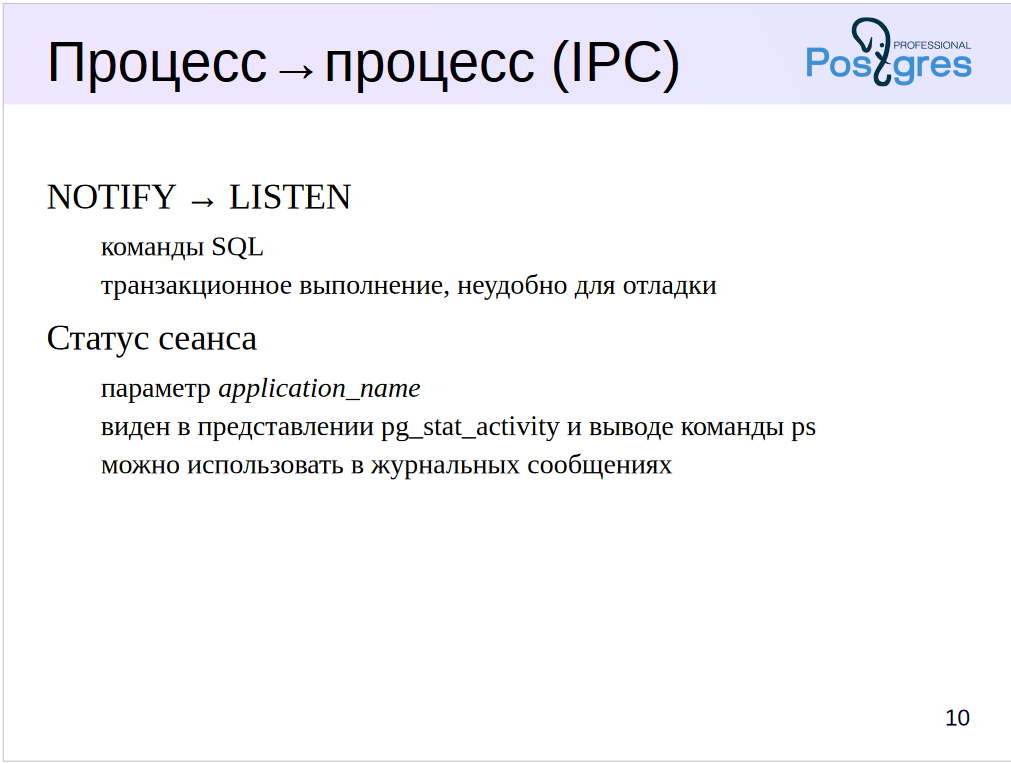 Процесс→процесс (IPC)
PROFESSIONAL
Postgres
NOTIFY → LISTEN
команды SQL
транзакционное выполнение, неудобно для отладки
Статус сеанса
параметр application_name
виден в представлении pg_stat_activity и выводе команды ps
можно использовать в журнальных сообщениях
10